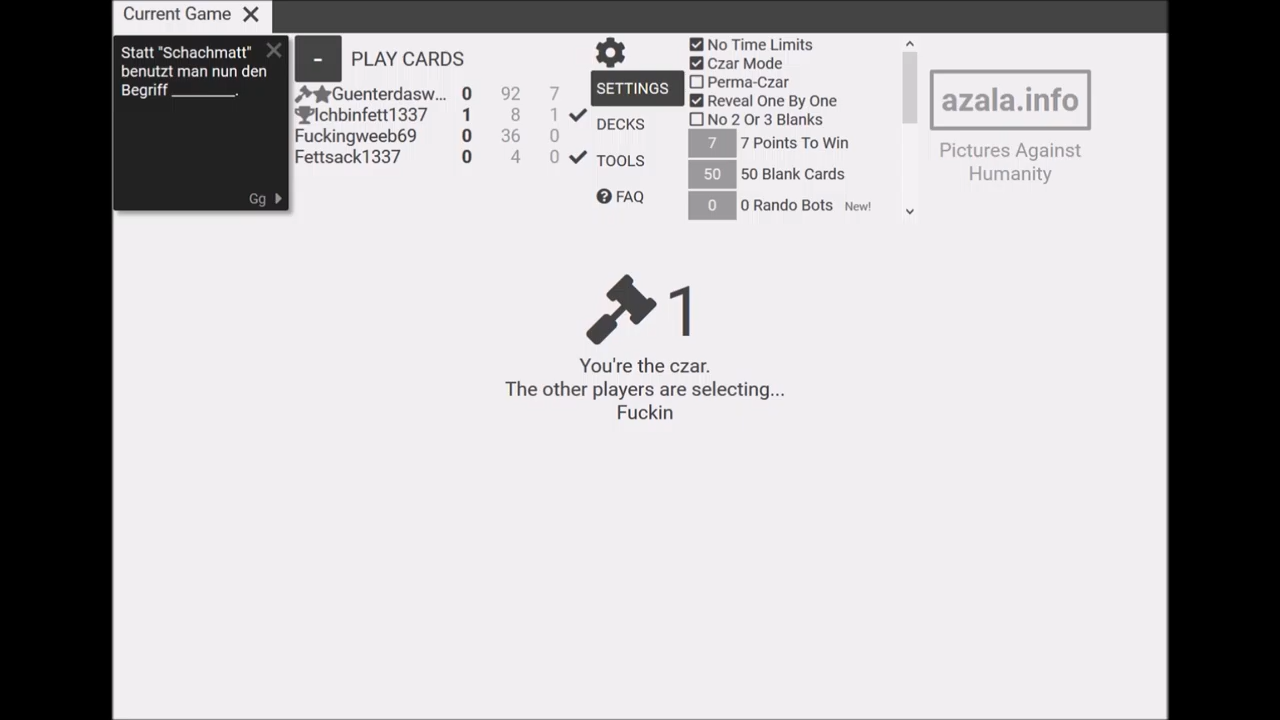 Current Game
Statt "Schachmatt"
benutzt man nun den
Begriff ________.
Gg
-
PLAY CARDS
Guenterdasw... 0 92 7
Ichbinfett1337 1 8 1
Fuckingweeb69 0 36 0
Fettsack1337 0 4 0
SETTINGS
DECKS
TOOLS
FAQ
No Time Limits
Czar Mode
Perma-Czar
Reveal One By One
No 2 Or 3 Blanks
7 7 Points To Win
50 50 Blank Cards
0 0 Rando Bots New!
azala.info
Pictures Against
Humanity
1
You're the czar.
The other players are selecting...
Fuckin